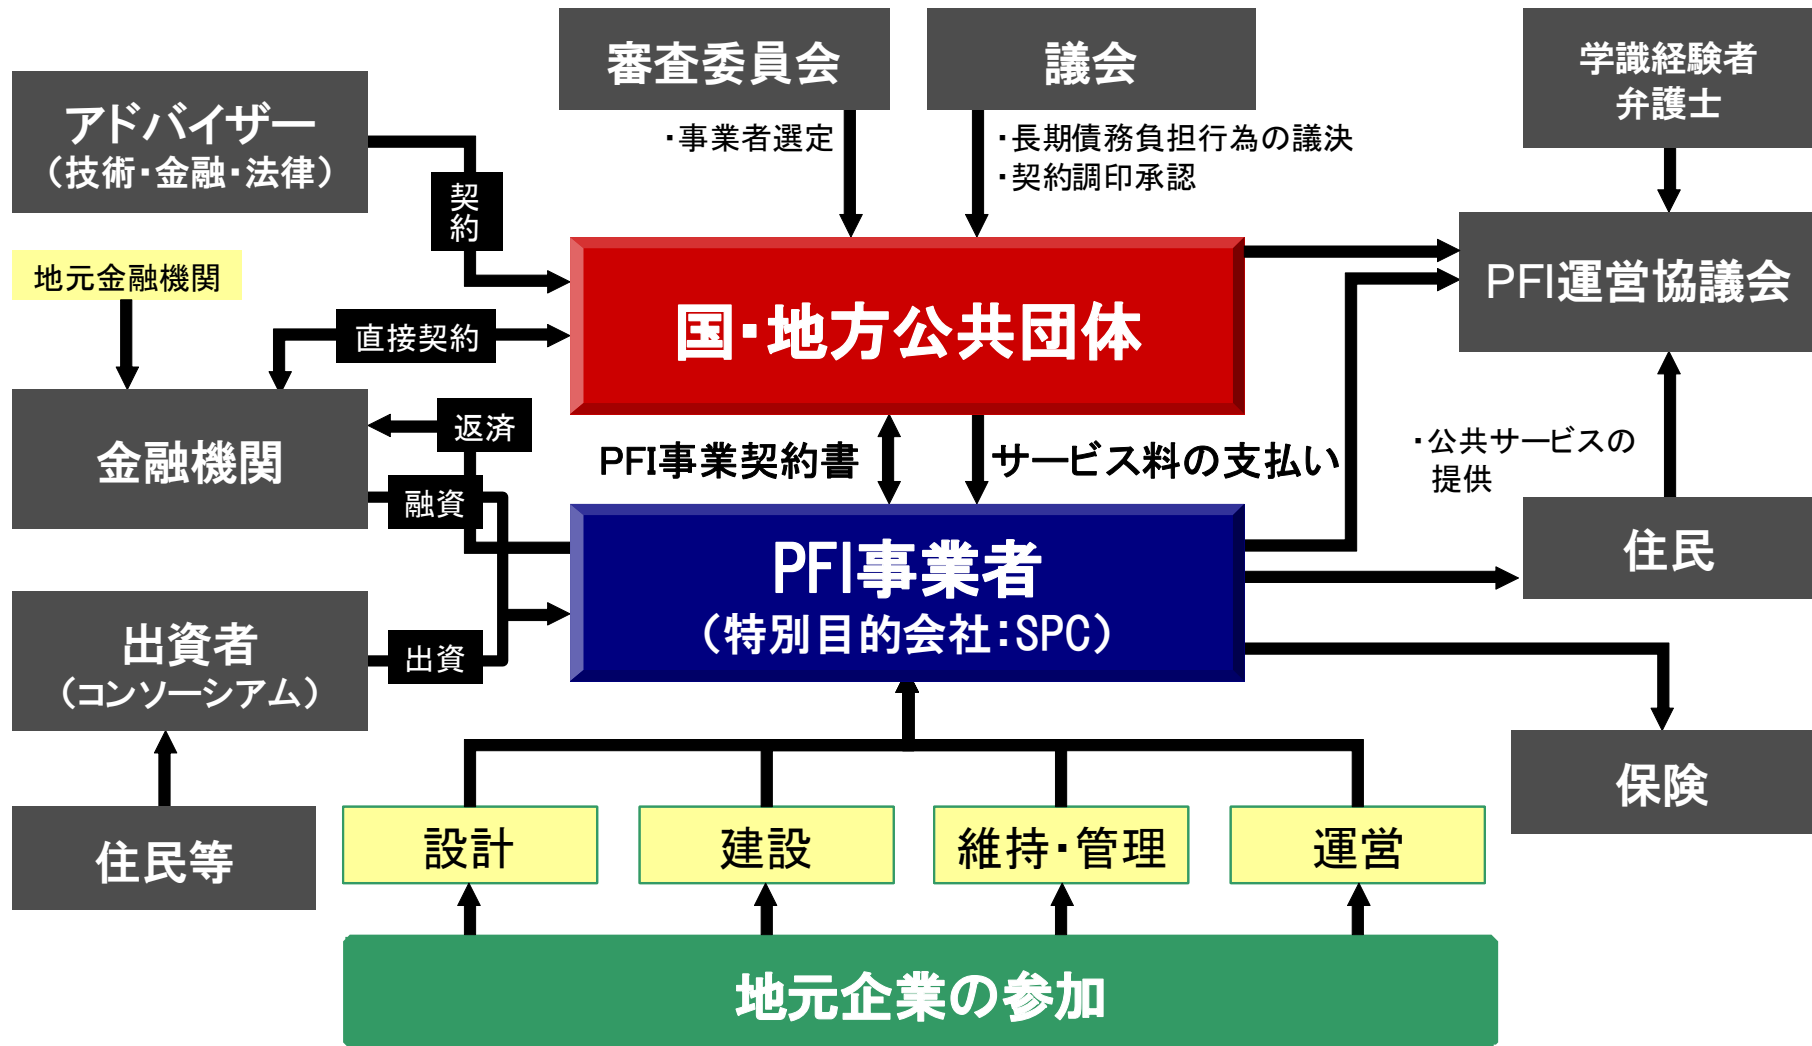 審査委員会
議会
学識経験者
弁護士
アドバイザー
（技術・金融・法律）
・事業者選定
・長期債務負担行為の議決
・契約調印承認
契
約
地元金融機関
国・地方公共団体
PFI運営協議会
直接契約
金融機関
返済
PFI事業契約書
サービス料の支払い
・公共サービスの
提供
融資
住民
PFI事業者
（特別目的会社：SPC）
出資者
（コンソーシアム）
出資
保険
住民等
設計
建設
維持・管理
運営
地元企業の参加